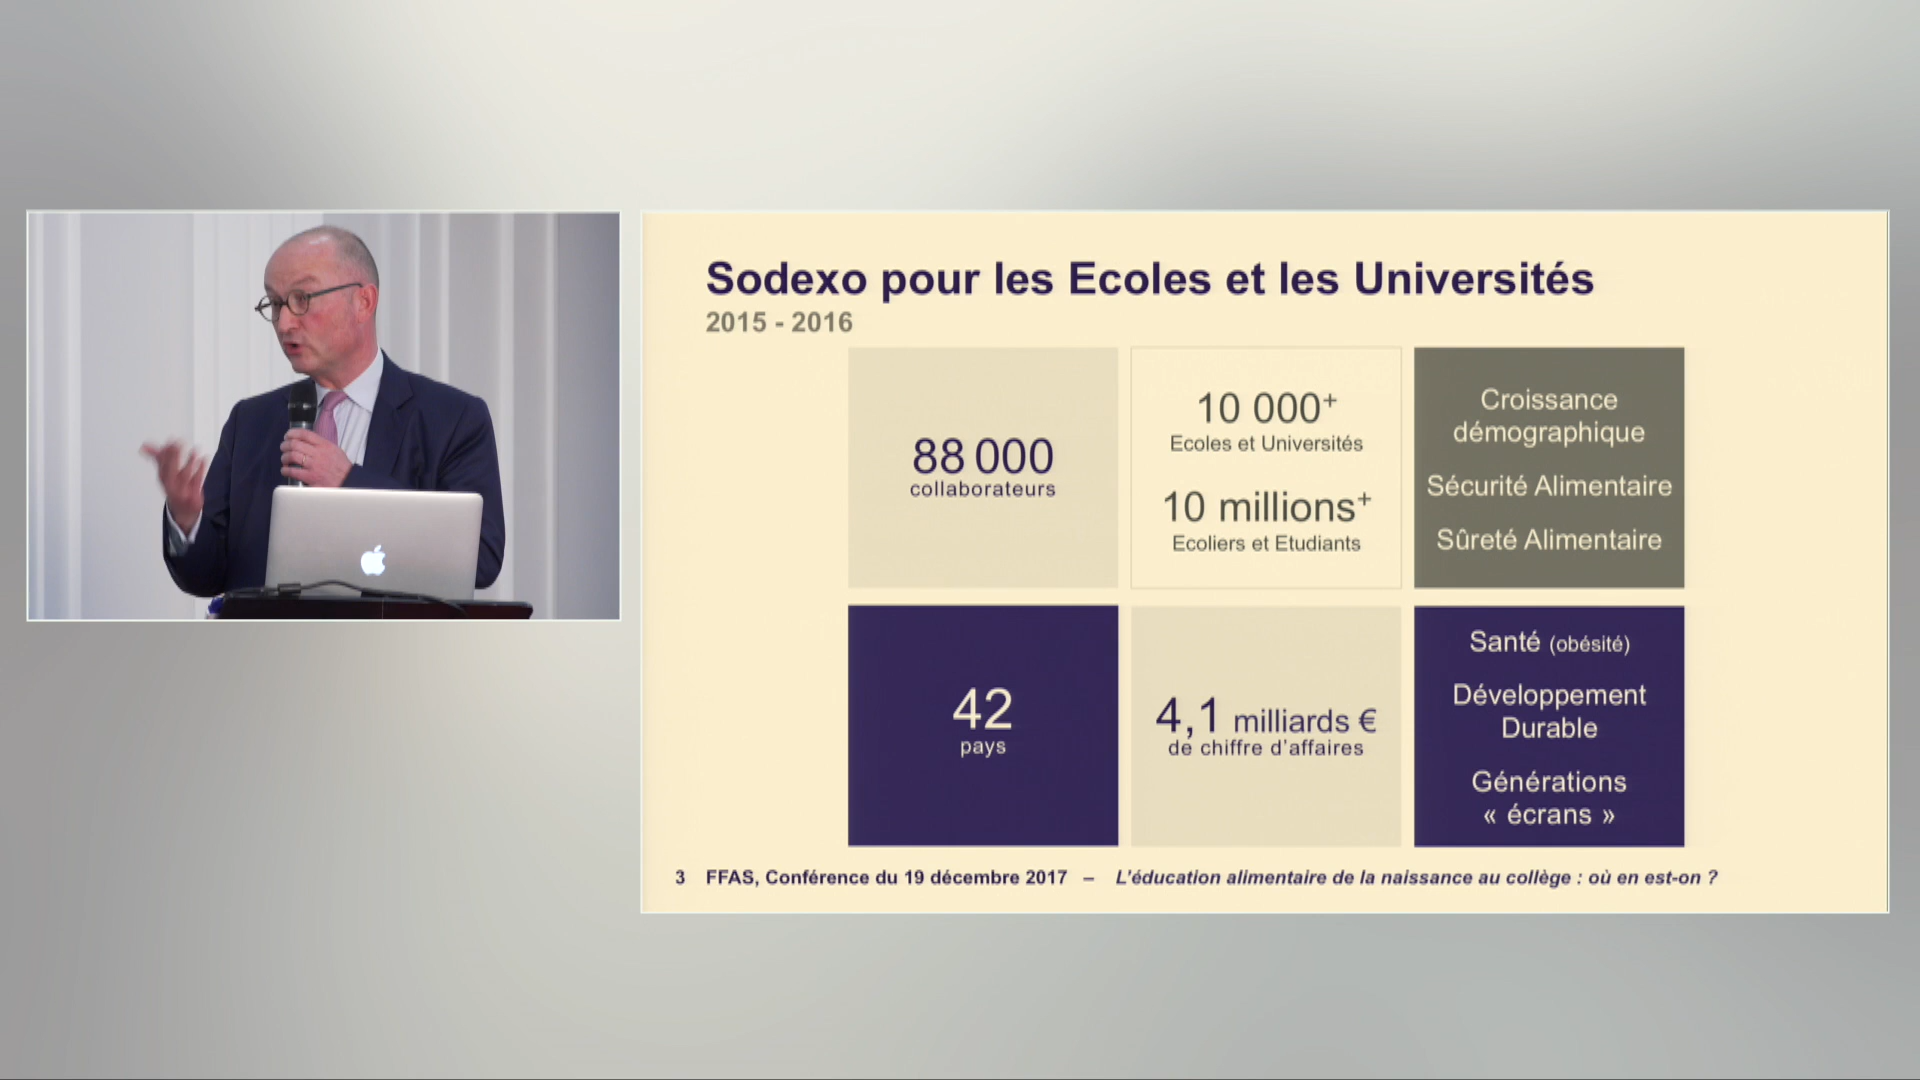 Sodexo pour les Ecoles et les Universités
2015 - 2016
88 000
collaborateurs
10 000+
Ecoles et Universités
10 millions+
Ecoliers et Etudiants
Croissance
démographique
Sécurité Alimentaire
Sûreté Alimentaire
42
pays
4,1 milliards €
de chiffre d'affaires
Santé (obésité)
Développement
Durable
Générations
« écrans »
3 FFAS, Conférence du 19 décembre 2017 – L'éducation alimentaire de la naissance au collège : où en est-on ?